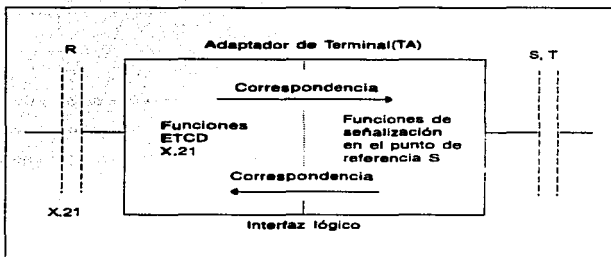 Adaptador de Terminal(TA)
R
S, T
Correspondencia
Funciones
ETCD
X.21
Funciones de
señalización
en el punto de
referencia S
Correspondencia
X.21
Interfaz lógico